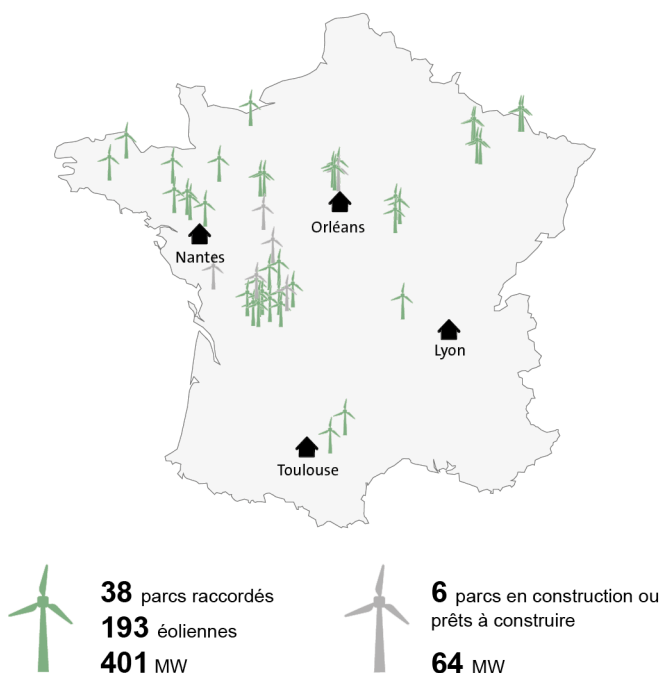 Orléans
Nantes
Lyon
Toulouse
38 parcs raccordés
193 éoliennes
401 MW
6 parcs en construction ou
prêts à construire
64 MW